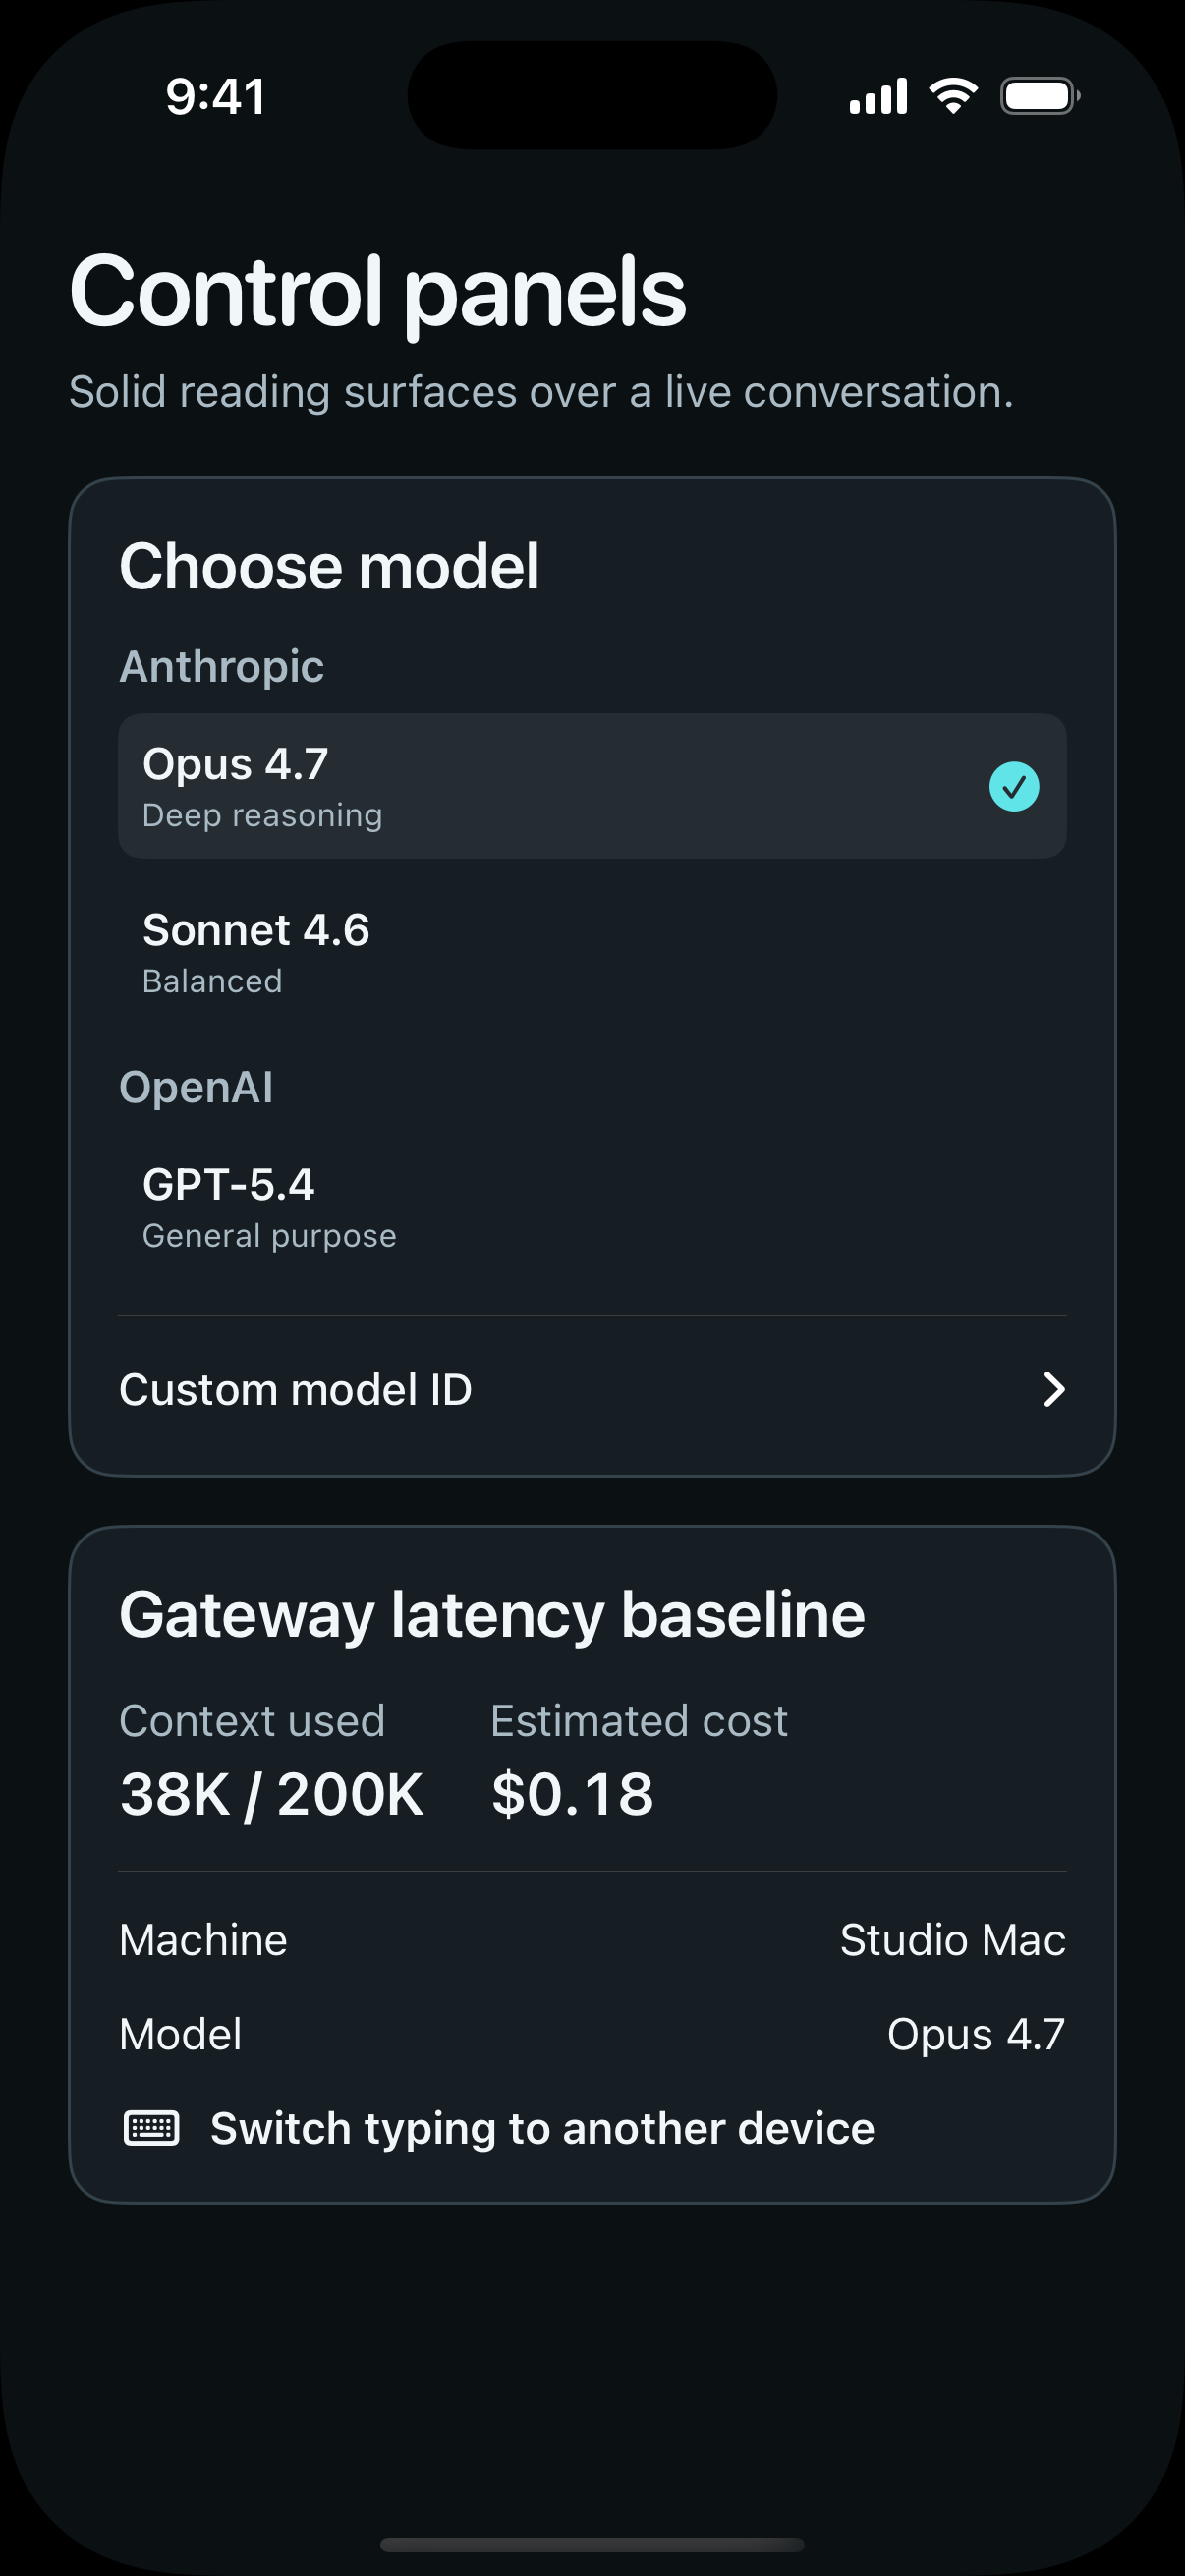 9:41
Control panels
Solid reading surfaces over a live conversation.
Choose model
Anthropic
Opus 4.7
Deep reasoning
Sonnet 4.6
Balanced
OpenAI
GPT-5.4
General purpose
Custom model ID
Gateway latency baseline
Context used Estimated cost
38K / 200K $0.18
Machine Studio Mac
Model Opus 4.7
Switch typing to another device